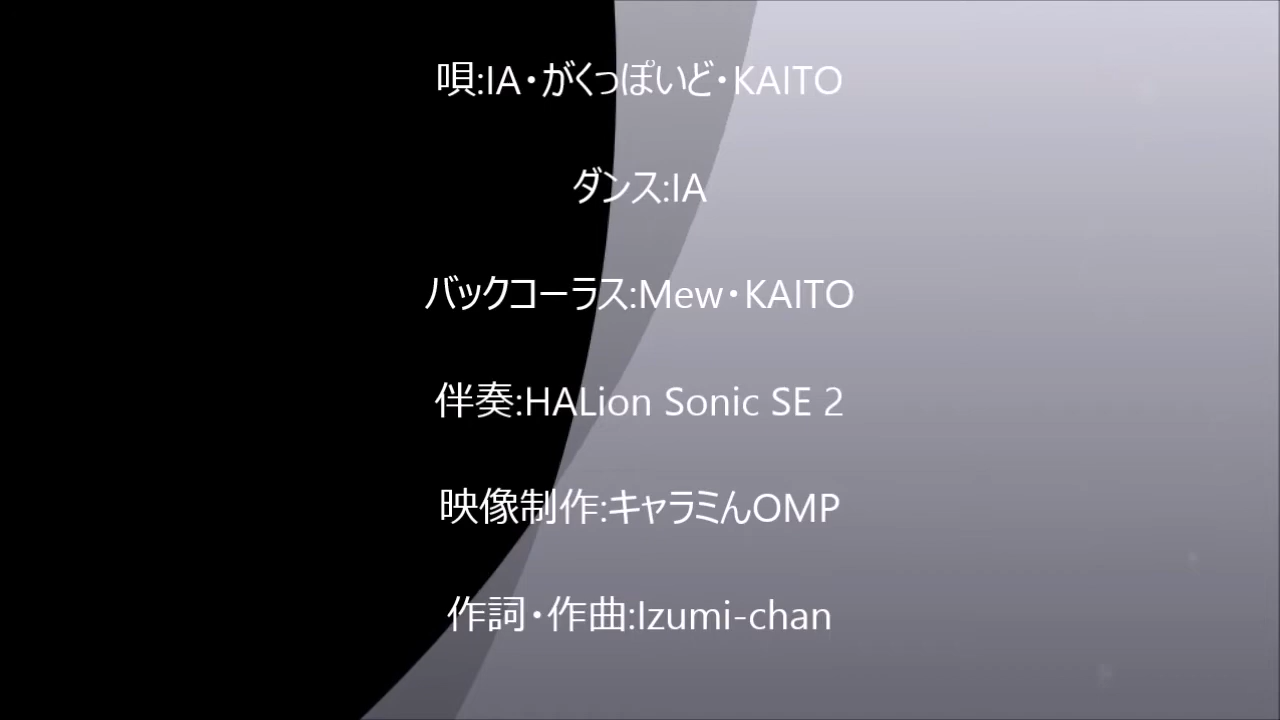 唄:IA・がくっぽいど・KAITO
ダンス:IA
バックコーラス:Mew・KAITO
伴奏:HALion Sonic SE 2
映像制作:キャラミんOMP
作詞・作曲:Izumi-chan